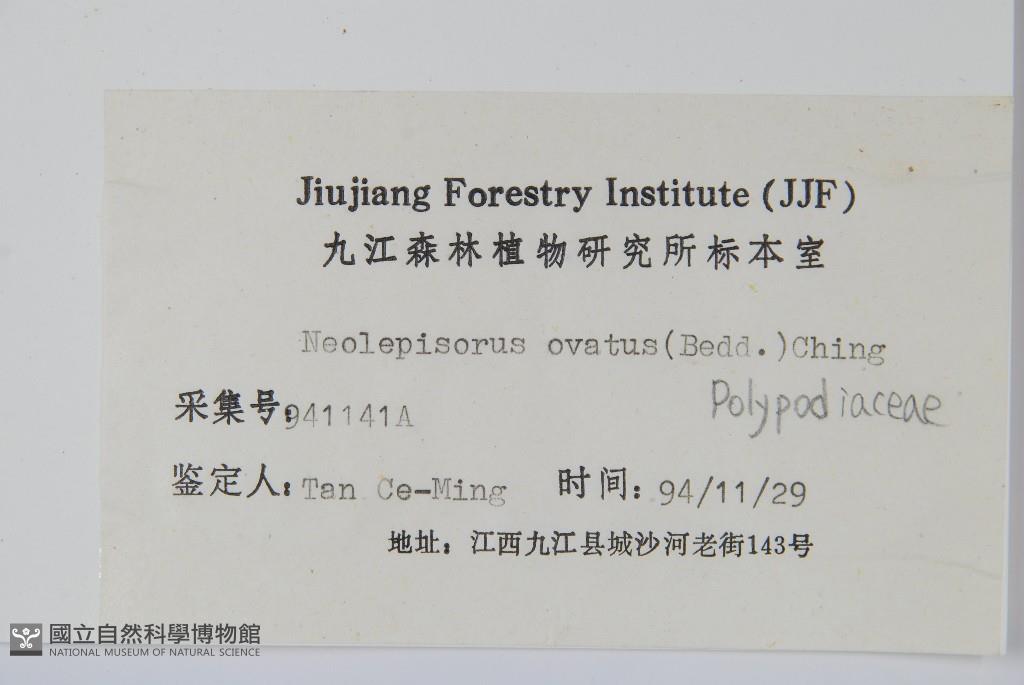 Jiujiang Forestry Institute (JJF)
九江森林植物研究所标本室
Neolepisorus ovatus(Bedd.)Ching
Polypodiaceae
采集号:941141A
鉴定人: Tan Ce-Ming 时间: 94/11/29
地址: 江西九江县城沙河老街143号
國立自然科學博物館
NATIONAL MUSEUM OF NATURAL SCIENCE